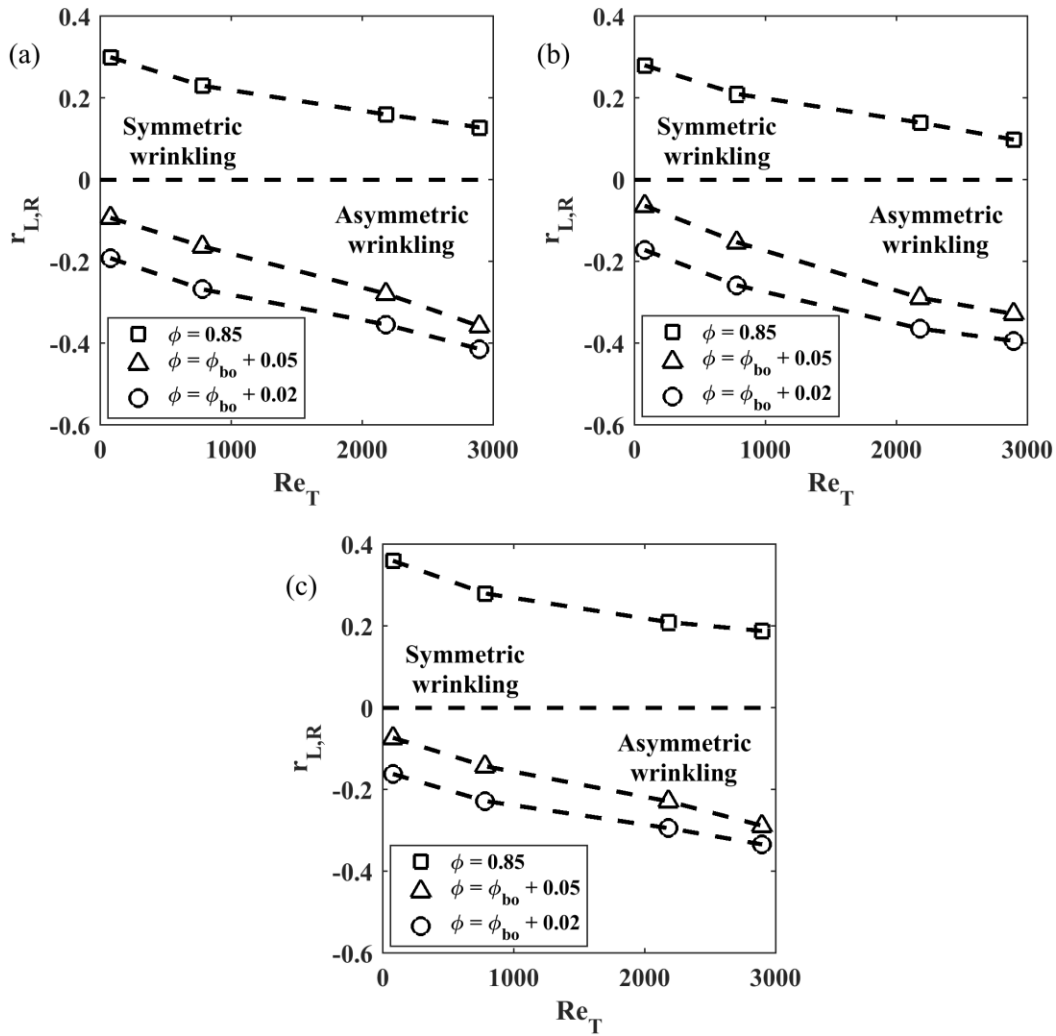 (a)
0.4
0.2
0
-0.2
-0.4
-0.6
r_L,R
Symmetric
wrinkling
Asymmetric
wrinkling
ϕ = 0.85
ϕ = ϕ_bo + 0.05
ϕ = ϕ_bo + 0.02
0 1000 2000 3000
Re_T
(b)
0.4
0.2
0
-0.2
-0.4
-0.6
r_L,R
Symmetric
wrinkling
Asymmetric
wrinkling
ϕ = 0.85
ϕ = ϕ_bo + 0.05
ϕ = ϕ_bo + 0.02
0 1000 2000 3000
Re_T
(c)
0.4
0.2
0
-0.2
-0.4
-0.6
r_L,R
Symmetric
wrinkling
Asymmetric
wrinkling
ϕ = 0.85
ϕ = ϕ_bo + 0.05
ϕ = ϕ_bo + 0.02
0 1000 2000 3000
Re_T